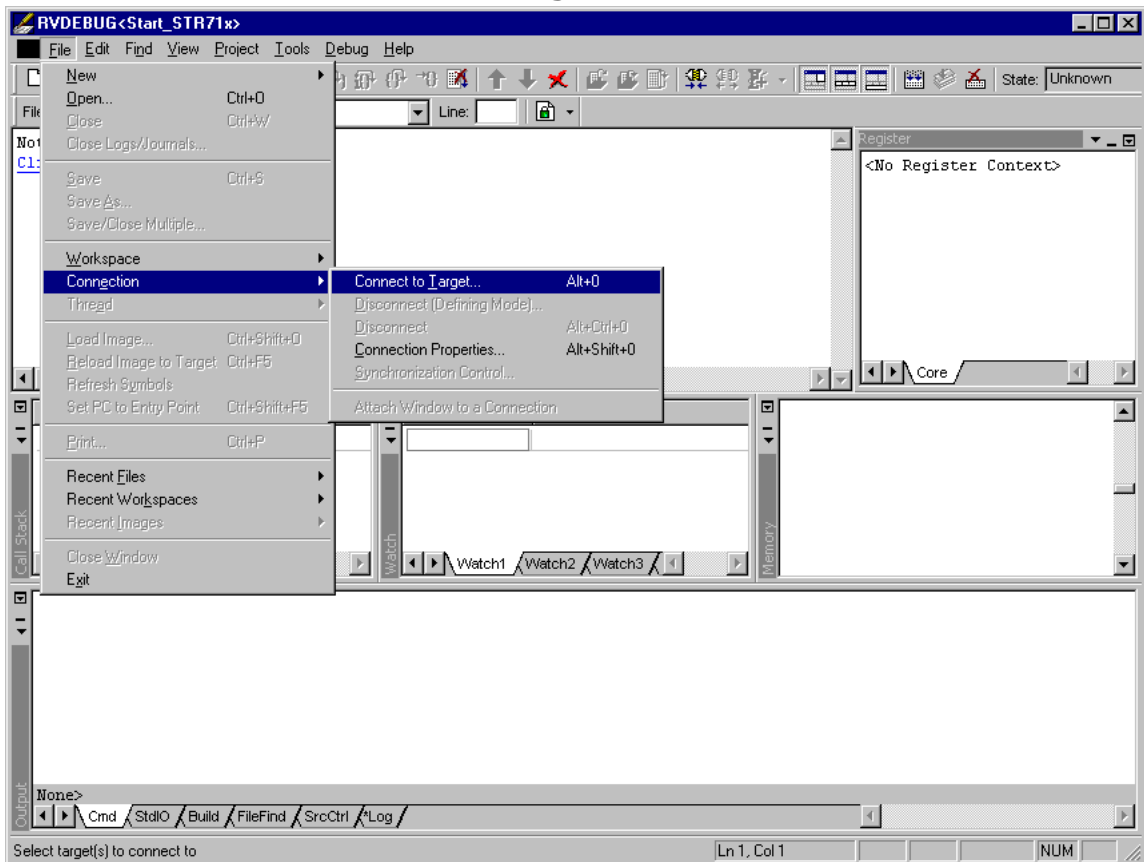 RVDEBUG<Start_STR71x>
File Edit Find View Project Tools Debug Help
State: Unknown
File
Line:
New
Open... Ctrl+O
Close Ctrl+W
Close Logs/Journals...
Save Ctrl+S
Save As...
Save/Close Multiple...
Workspace
Connection
Thread
Load Image... Ctrl+Shift+O
Reload Image to Target Ctrl+F5
Refresh Symbols
Set PC to Entry Point Ctrl+Shift+F5
Print... Ctrl+P
Recent Files
Recent Workspaces
Recent Images
Close Window
Exit
Connect to Target... Alt+0
Disconnect (Defining Mode)...
Disconnect Alt+Ctrl+0
Connection Properties... Alt+Shift+0
Synchronization Control...
Attach Window to a Connection
Register
<No Register Context>
Core
Call Stack
Watch
Watch1 Watch2 Watch3
Memory
Output
None>
Cmd StdIO Build FileFind SrcCtrl *Log
Select target(s) to connect to
Ln 1, Col 1
NUM